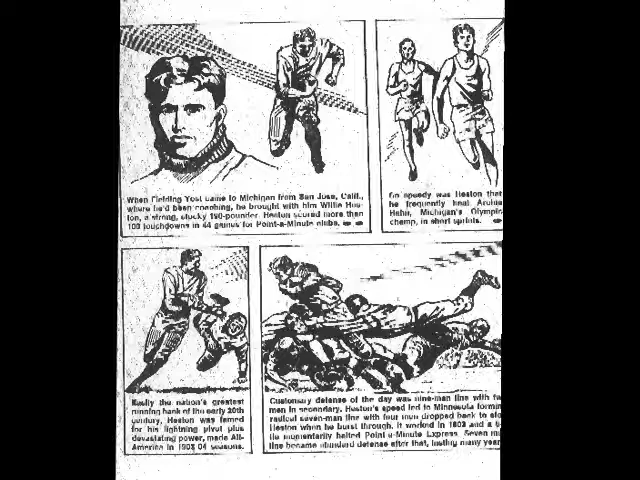 When Fielding Yost came to Michigan from San Jose, Calif.,
where he'd been coaching, he brought with him Willie Hes-
ton, a strong, stocky 190-pounder. Heston scored more than
100 touchdowns in 44 games for Point-a-Minute clubs.
So speedy was Heston that
he frequently beat Archie
Hahn, Michigan's Olympic
champ, in short sprints.
Easily the nation's greatest
running back of the early 20th
century, Heston was famed
for his lightning pivot plus
devastating power, made All-
America in 1903 04 seasons.
Customary defense of the day was nine-man line with
men in secondary. Heston's speed led to Minnesota
radical seven-man line with four men dropped back to
Heston when he burst through. It worked in 1903 and a
tie momentarily halted Point-a-Minute Express. Seven
line became standard defense after that, lasting many